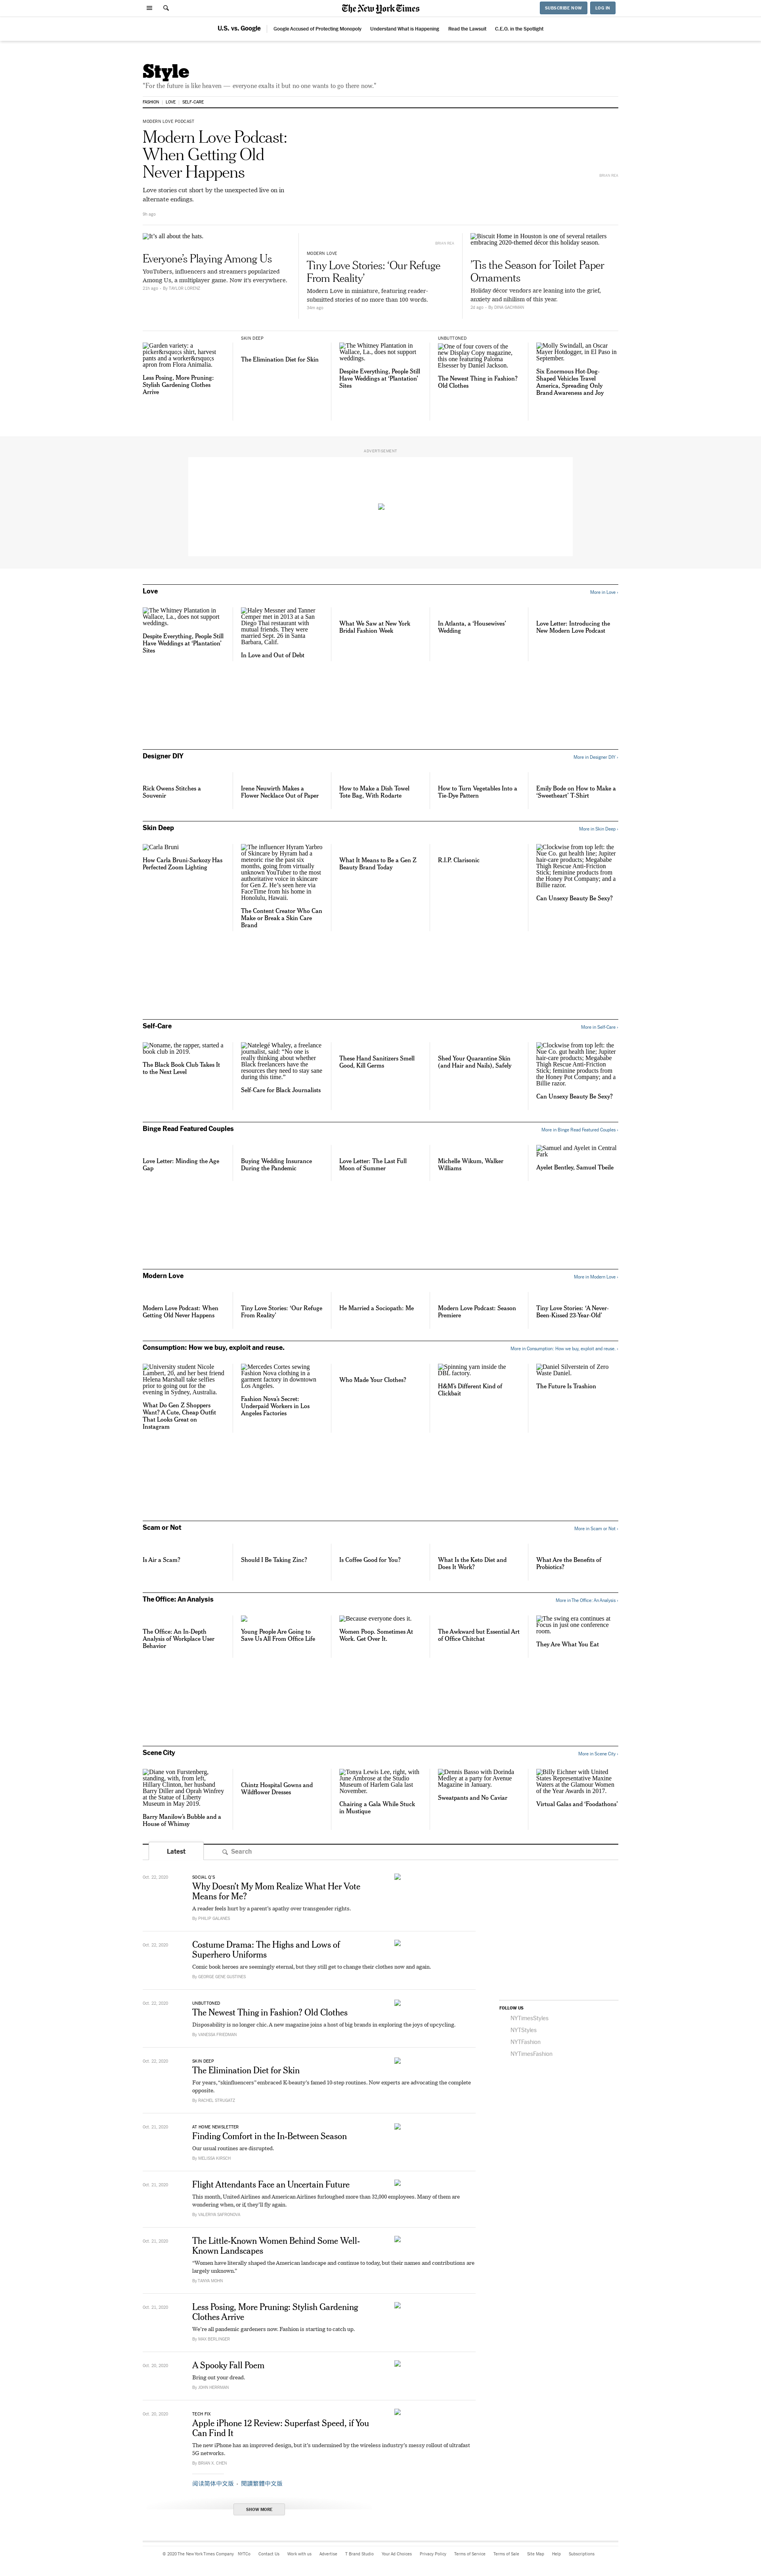 The New York Times
SUBSCRIBE NOW
LOG IN
U.S. vs. Google
Google Accused of Protecting Monopoly
Understand What is Happening
Read the Lawsuit
C.E.O. in the Spotlight
Style
"For the future is like heaven — everyone exalts it but no one wants to go there now."
FASHION
LOVE
SELF-CARE
MODERN LOVE PODCAST
Modern Love Podcast:
When Getting Old
Never Happens
Love stories cut short by the unexpected live on in
alternate endings.
9h ago
BRIAN REA
It's all about the hats.
Everyone's Playing Among Us
YouTubers, influencers and streamers popularized
Among Us, a multiplayer game. Now it's everywhere.
By TAYLOR LORENZ
BRIAN REA
MODERN LOVE
Tiny Love Stories: 'Our Refuge
From Reality'
Modern Love in miniature, featuring reader-
submitted stories of no more than 100 words.
Biscuit Home in Houston is one of several retailers
embracing 2020-themed décor this holiday season.
'Tis the Season for Toilet Paper
Ornaments
Holiday décor vendors are leaning into the grief,
anxiety and nihilism of this year.
By DINA GACHMAN
Garden variety: a
picker&rsquo;s shirt, harvest
pants and a worker&rsquo;s
apron from Flora Animalia.
Less Posing, More Pruning:
Stylish Gardening Clothes
Arrive
SKIN DEEP
The Elimination Diet for Skin
The Whitney Plantation in
Wallace, La., does not support
weddings.
Despite Everything, People Still
Have Weddings at 'Plantation'
Sites
UNBUTTONED
One of four covers of the
new Display Copy magazine,
this one featuring Paloma
Elsesser by Daniel Jackson.
The Newest Thing in Fashion?
Old Clothes
Molly Swindall, an Oscar
Mayer Hotdogger, in El Paso in
September.
Six Enormous Hot-Dog-
Shaped Vehicles Travel
America, Spreading Only
Brand Awareness and Joy
ADVERTISEMENT
Love
More in Love ›
The Whitney Plantation in
Wallace, La., does not support
weddings.
Despite Everything, People Still
Have Weddings at 'Plantation'
Sites
Haley Messner and Tanner
Cemper met in 2013 at a San
Diego Thai restaurant with
mutual friends. They were
married Sept. 26 in Santa
Barbara, Calif.
In Love and Out of Debt
What We Saw at New York
Bridal Fashion Week
In Atlanta, a 'Housewives'
Wedding
Love Letter: Introducing the
New Modern Love Podcast
Designer DIY
More in Designer DIY ›
Rick Owens Stitches a
Souvenir
Irene Neuwirth Makes a
Flower Necklace Out of Paper
How to Make a Dish Towel
Tote Bag, With Rodarte
How to Turn Vegetables Into a
Tie-Dye Pattern
Emily Bode on How to Make a
'Sweetheart' T-Shirt
Skin Deep
More in Skin Deep ›
Carla Bruni
How Carla Bruni-Sarkozy Has
Perfected Zoom Lighting
The influencer Hyram Yarbro
of Skincare by Hyram had a
meteoric rise the past six
months, going from virtually
unknown YouTuber to the most
authoritative voice in skincare
for Gen Z. He's seen here via
FaceTime from his home in
Honolulu, Hawaii.
The Content Creator Who Can
Make or Break a Skin Care
Brand
What It Means to Be a Gen Z
Beauty Brand Today
R.I.P. Clarisonic
Clockwise from top left: the
Nue Co. gut health line; Jupiter
hair-care products; Megababe
Thigh Rescue Anti-Friction
Stick; feminine products from
the Honey Pot Company; and a
Billie razor.
Can Unsexy Beauty Be Sexy?
Self-Care
More in Self-Care ›
Noname, the rapper, started a
book club in 2019.
The Black Book Club Takes It
to the Next Level
Natelegé Whaley, a freelance
journalist, said: "No one is
really thinking about whether
Black freelancers have the
resources they need to stay sane
during this time."
Self-Care for Black Journalists
These Hand Sanitizers Smell
Good, Kill Germs
Shed Your Quarantine Skin
(and Hair and Nails), Safely
Clockwise from top left: the
Nue Co. gut health line; Jupiter
hair-care products; Megababe
Thigh Rescue Anti-Friction
Stick; feminine products from
the Honey Pot Company; and a
Billie razor.
Can Unsexy Beauty Be Sexy?
Binge Read Featured Couples
More in Binge Read Featured Couples ›
Love Letter: Minding the Age
Gap
Buying Wedding Insurance
During the Pandemic
Love Letter: The Last Full
Moon of Summer
Michelle Wikum, Walker
Williams
Samuel and Ayelet in Central
Park
Ayelet Bentley, Samuel Tbeile
Modern Love
More in Modern Love ›
Modern Love Podcast: When
Getting Old Never Happens
Tiny Love Stories: 'Our Refuge
From Reality'
He Married a Sociopath: Me
Modern Love Podcast: Season
Premiere
Tiny Love Stories: 'A Never-
Been-Kissed 23-Year-Old'
Consumption: How we buy, exploit and reuse.
More in Consumption: How we buy, exploit and reuse. ›
University student Nicole
Lambert, 20, and her best friend
Helena Marshall take selfies
prior to going out for the
evening in Sydney, Australia.
What Do Gen Z Shoppers
Want? A Cute, Cheap Outfit
That Looks Great on
Instagram
Mercedes Cortes sewing
Fashion Nova clothing in a
garment factory in downtown
Los Angeles.
Fashion Nova's Secret:
Underpaid Workers in Los
Angeles Factories
Who Made Your Clothes?
Spinning yarn inside the
DBL factory.
H&M's Different Kind of
Clickbait
Daniel Silverstein of Zero
Waste Daniel.
The Future Is Trashion
Scam or Not
More in Scam or Not ›
Is Air a Scam?
Should I Be Taking Zinc?
Is Coffee Good for You?
What Is the Keto Diet and
Does It Work?
What Are the Benefits of
Probiotics?
The Office: An Analysis
More in The Office: An Analysis ›
The Office: An In-Depth
Analysis of Workplace User
Behavior
Young People Are Going to
Save Us All From Office Life
Because everyone does it.
Women Poop. Sometimes At
Work. Get Over It.
The Awkward but Essential Art
of Office Chitchat
The swing era continues at
Focus in just one conference
room.
They Are What You Eat
Scene City
More in Scene City ›
Diane von Furstenberg,
standing, with, from left,
Hillary Clinton, her husband
Barry Diller and Oprah Winfrey
at the Statue of Liberty
Museum in May 2019.
Barry Manilow's Bubble and a
House of Whimsy
Chintz Hospital Gowns and
Wildflower Dresses
Tonya Lewis Lee, right, with
June Ambrose at the Studio
Museum of Harlem Gala last
November.
Chairing a Gala While Stuck
in Mustique
Dennis Basso with Dorinda
Medley at a party for Avenue
Magazine in January.
Sweatpants and No Caviar
Billy Eichner with United
States Representative Maxine
Waters at the Glamour Women
of the Year Awards in 2017.
Virtual Galas and 'Foodathons'
Latest
Search
Oct. 22, 2020
SOCIAL Q'S
Why Doesn't My Mom Realize What Her Vote
Means for Me?
A reader feels hurt by a parent's apathy over transgender rights.
By PHILIP GALANES
Oct. 22, 2020
Costume Drama: The Highs and Lows of
Superhero Uniforms
Comic book heroes are seemingly eternal, but they still get to change their clothes now and again.
By GEORGE GENE GUSTINES
Oct. 22, 2020
UNBUTTONED
The Newest Thing in Fashion? Old Clothes
Disposability is no longer chic. A new magazine joins a host of big brands in exploring the joys of upcycling.
By VANESSA FRIEDMAN
Oct. 22, 2020
SKIN DEEP
The Elimination Diet for Skin
For years, "skinfluencers" embraced K-beauty's famed 10-step routines. Now experts are advocating the complete
opposite.
By RACHEL STRUGATZ
Oct. 21, 2020
AT HOME NEWSLETTER
Finding Comfort in the In-Between Season
Our usual routines are disrupted.
By MELISSA KIRSCH
Oct. 21, 2020
Flight Attendants Face an Uncertain Future
This month, United Airlines and American Airlines furloughed more than 32,000 employees. Many of them are
wondering when, or if, they'll fly again.
By VALERIYA SAFRONOVA
Oct. 21, 2020
The Little-Known Women Behind Some Well-
Known Landscapes
"Women have literally shaped the American landscape and continue to today, but their names and contributions are
largely unknown."
By TANYA MOHN
Oct. 21, 2020
Less Posing, More Pruning: Stylish Gardening
Clothes Arrive
We're all pandemic gardeners now. Fashion is starting to catch up.
By MAX BERLINGER
Oct. 20, 2020
A Spooky Fall Poem
Bring out your dread.
By JOHN HERRMAN
Oct. 20, 2020
TECH FIX
Apple iPhone 12 Review: Superfast Speed, if You
Can Find It
The new iPhone has an improved design, but it's undermined by the wireless industry's messy rollout of ultrafast
5G networks.
By BRIAN X. CHEN
阅读简体中文版 • 閱讀繁體中文版
SHOW MORE
FOLLOW US
NYTimesStyles
NYTStyles
NYTFashion
NYTimesFashion
© 2020 The New York Times Company
NYTCo
Contact Us
Work with us
Advertise
T Brand Studio
Your Ad Choices
Privacy Policy
Terms of Service
Terms of Sale
Site Map
Help
Subscriptions